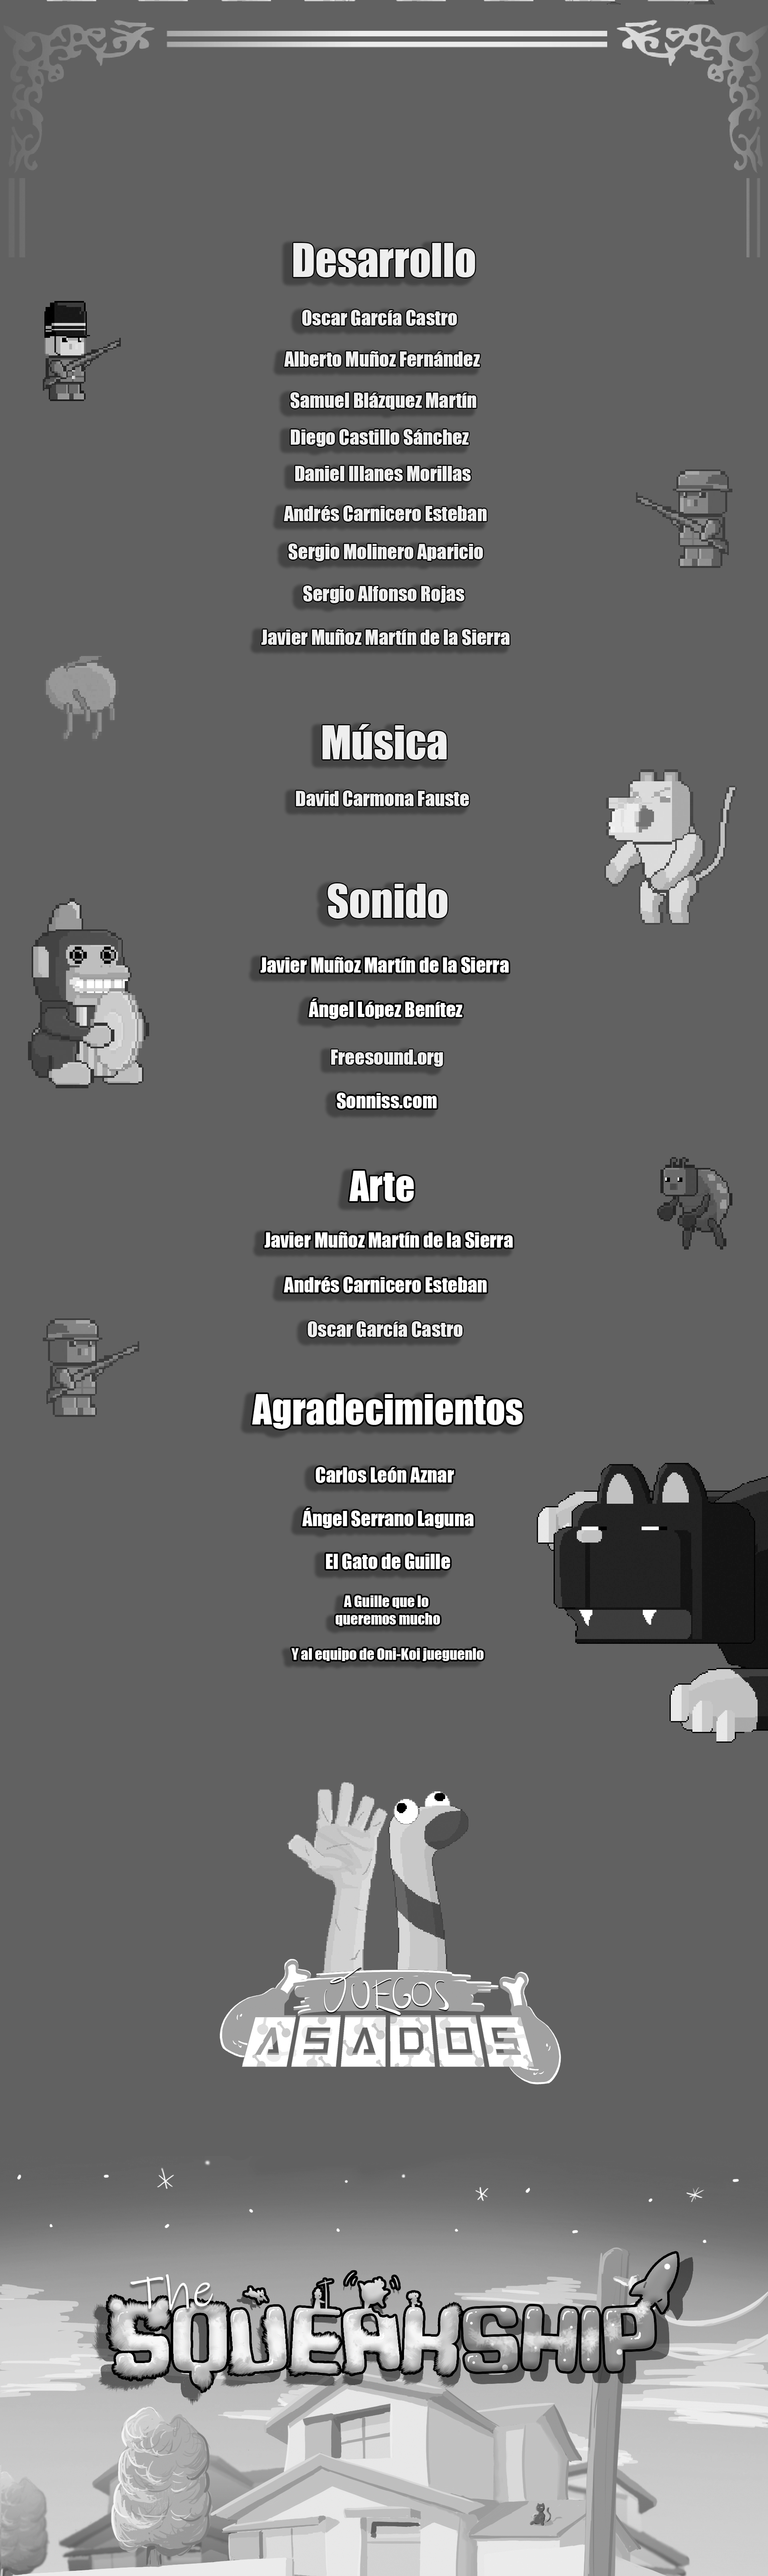 Desarrollo
Oscar García Castro
Alberto Muñoz Fernández
Samuel Blázquez Martín
Diego Castillo Sánchez
Daniel Illanes Morillas
Andrés Carnicero Esteban
Sergio Molinero Aparicio
Sergio Alfonso Rojas
Javier Muñoz Martín de la Sierra
Música
David Carmona Fauste
Sonido
Javier Muñoz Martín de la Sierra
Ángel López Benítez
Freesound.org
Sonniss.com
Arte
Javier Muñoz Martín de la Sierra
Andrés Carnicero Esteban
Oscar García Castro
Agradecimientos
Carlos León Aznar
Ángel Serrano Laguna
El Gato de Guille
A Guille que lo
queremos mucho
Y al equipo de Oni-Koi jueguenlo
JUEGOS
ASADOS
The
SQUEAKSHIP